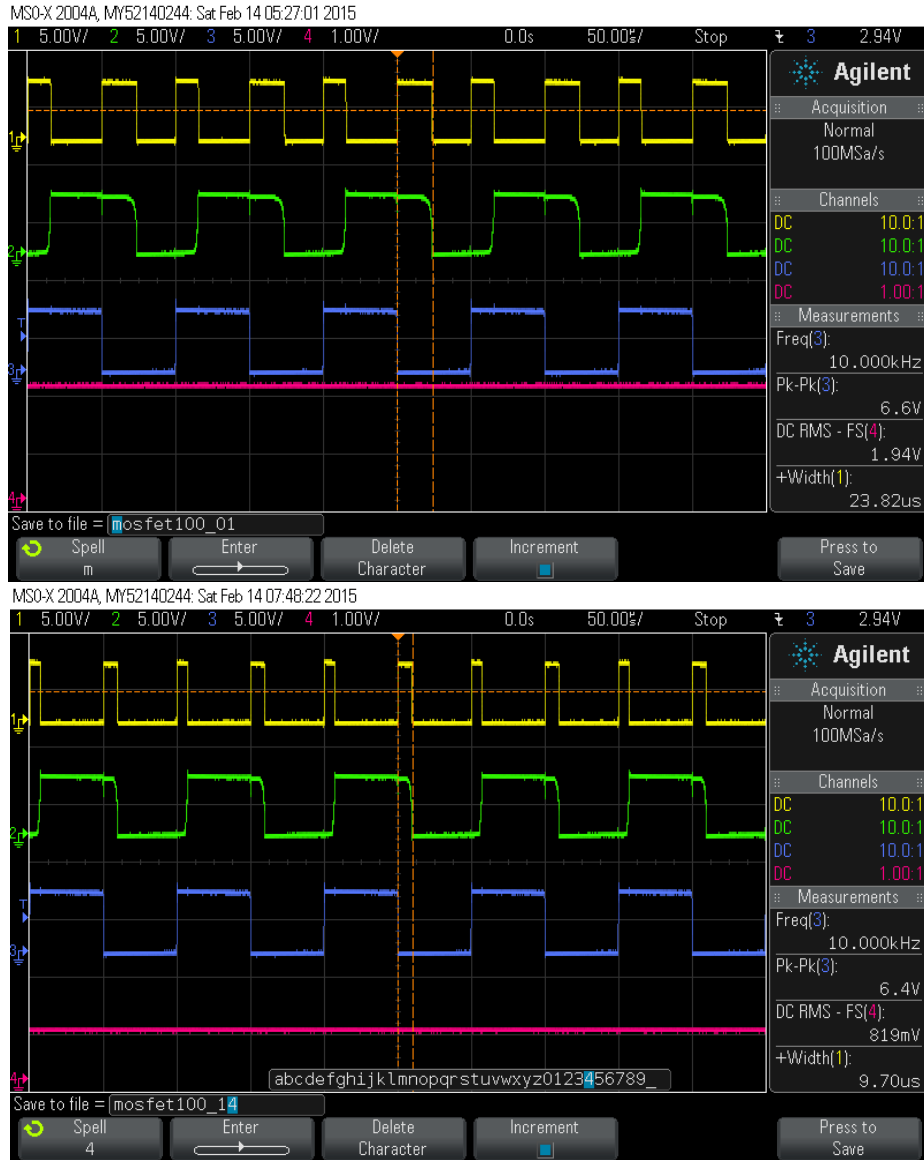 MSO-X 2004A, MY52140244: Sat Feb 14 05:27:01 2015
1 5.00V/ 2 5.00V/ 3 5.00V/ 4 1.00V/ 0.0s 50.00us/ Stop 3 2.94V
Agilent
Acquisition
Normal
100MSa/s
Channels
DC 10.0:1
DC 10.0:1
DC 10.0:1
DC 1.00:1
Measurements
Freq(3):
10.000kHz
Pk-Pk(3):
6.6V
DC RMS - FS(4):
1.94V
+Width(1):
23.82us
1
2
T
3
4
Save to file = mosfet100_01
Spell Enter Delete Increment Press to
m Character Save
MSO-X 2004A, MY52140244: Sat Feb 14 07:48:22 2015
1 5.00V/ 2 5.00V/ 3 5.00V/ 4 1.00V/ 0.0s 50.00us/ Stop 3 2.94V
Agilent
Acquisition
Normal
100MSa/s
Channels
DC 10.0:1
DC 10.0:1
DC 10.0:1
DC 1.00:1
Measurements
Freq(3):
10.000kHz
Pk-Pk(3):
6.4V
DC RMS - FS(4):
819mV
+Width(1):
9.70us
1
2
T
3
4
abcdefghijklmnopqrstuvwxyz0123456789_
Save to file = mosfet100_14
Spell Enter Delete Increment Press to
4 Character Save